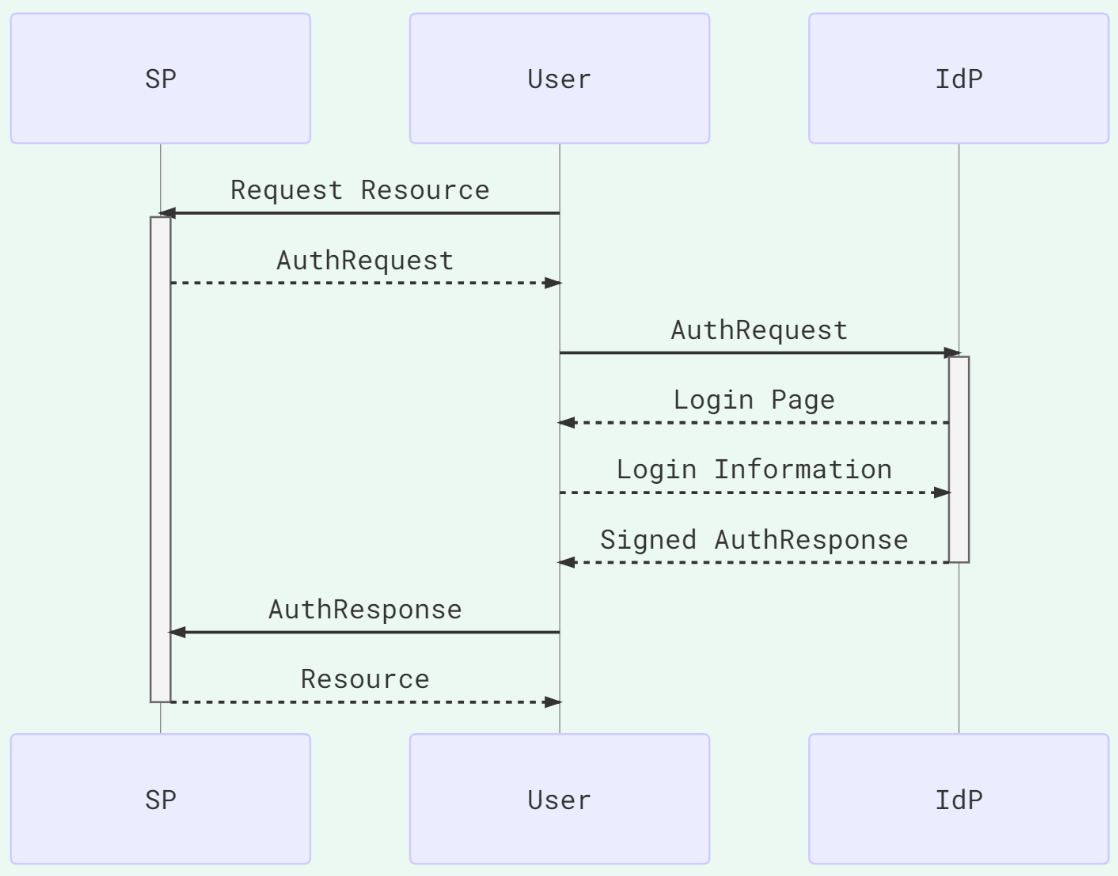 SP
User
IdP
Request Resource
AuthRequest
AuthRequest
Login Page
Login Information
Signed AuthResponse
AuthResponse
Resource
SP
User
IdP